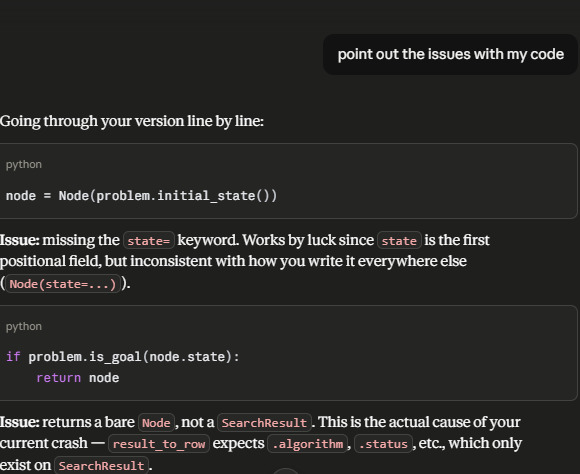 point out the issues with my code
Going through your version line by line:
python
node = Node(problem.initial_state())
Issue: missing the state= keyword. Works by luck since state is the first
positional field, but inconsistent with how you write it everywhere else
(Node(state=...)).
python
if problem.is_goal(node.state):
    return node
Issue: returns a bare Node, not a SearchResult. This is the actual cause of your
current crash — result_to_row expects .algorithm, .status, etc., which only
exist on SearchResult.